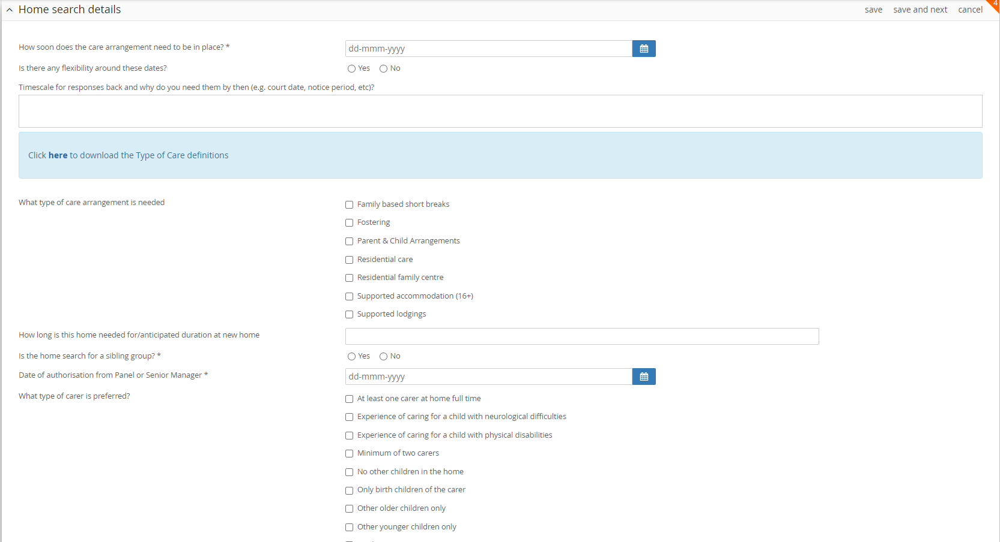 Home search details
save save and next cancel 4
How soon does the care arrangement need to be in place? * dd-mmm-yyyy
Is there any flexibility around these dates? Yes No
Timescale for responses back and why do you need them by then (e.g. court date, notice period, etc)?
Click here to download the Type of Care definitions
What type of care arrangement is needed
Family based short breaks
Fostering
Parent & Child Arrangements
Residential care
Residential family centre
Supported accommodation (16+)
Supported lodgings
How long is this home needed for/anticipated duration at new home
Is the home search for a sibling group? * Yes No
Date of authorisation from Panel or Senior Manager * dd-mmm-yyyy
What type of carer is preferred?
At least one carer at home full time
Experience of caring for a child with neurological difficulties
Experience of caring for a child with physical disabilities
Minimum of two carers
No other children in the home
Only birth children of the carer
Other older children only
Other younger children only